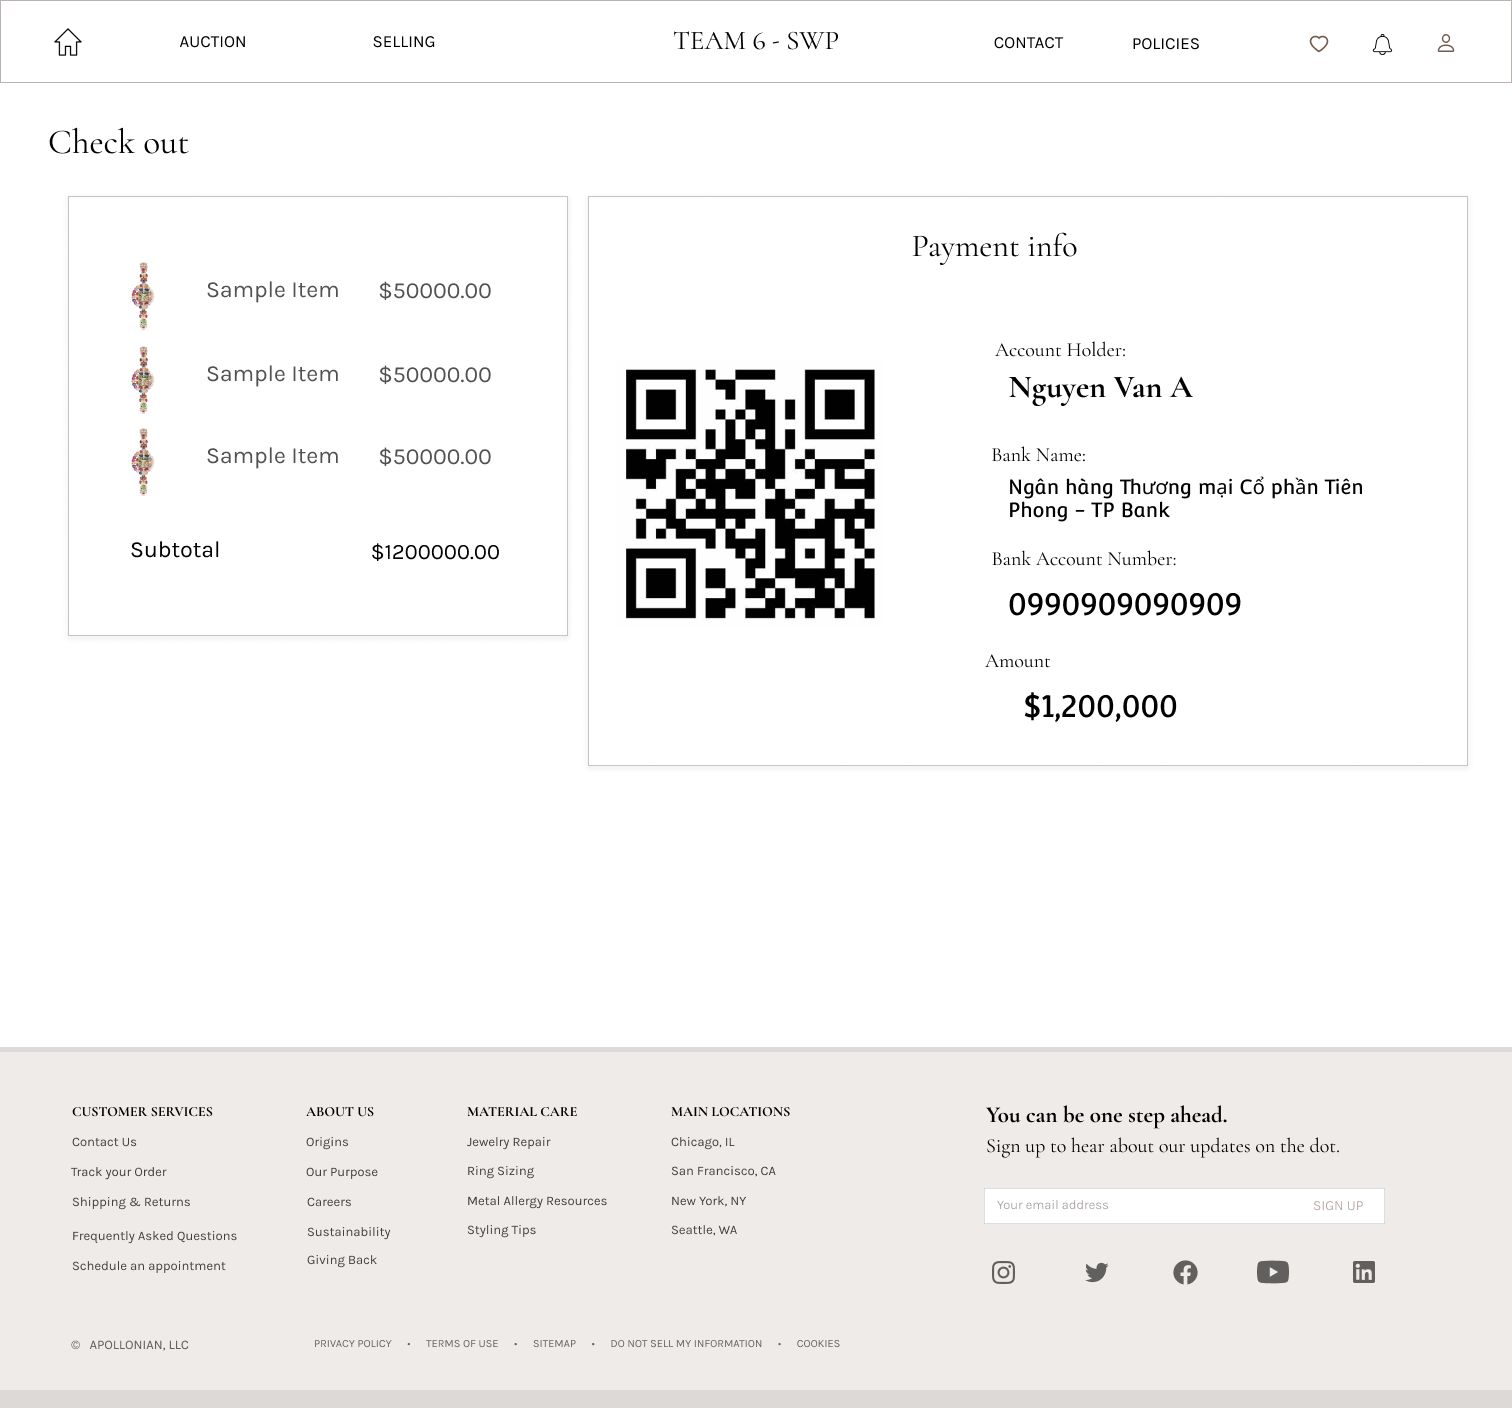 AUCTION
SELLING
TEAM 6 - SWP
CONTACT
POLICIES
Check out
Sample Item $50000.00
Sample Item $50000.00
Sample Item $50000.00
Subtotal $1200000.00
Payment info
Account Holder:
Nguyen Van A
Bank Name:
Ngân hàng Thương mại Cổ phần Tiên
Phong – TP Bank
Bank Account Number:
0990909090909
Amount
$1,200,000
CUSTOMER SERVICES
Contact Us
Track your Order
Shipping & Returns
Frequently Asked Questions
Schedule an appointment
ABOUT US
Origins
Our Purpose
Careers
Sustainability
Giving Back
MATERIAL CARE
Jewelry Repair
Ring Sizing
Metal Allergy Resources
Styling Tips
MAIN LOCATIONS
Chicago, IL
San Francisco, CA
New York, NY
Seattle, WA
You can be one step ahead.
Sign up to hear about our updates on the dot.
Your email address
SIGN UP
© APOLLONIAN, LLC
PRIVACY POLICY • TERMS OF USE • SITEMAP • DO NOT SELL MY INFORMATION • COOKIES